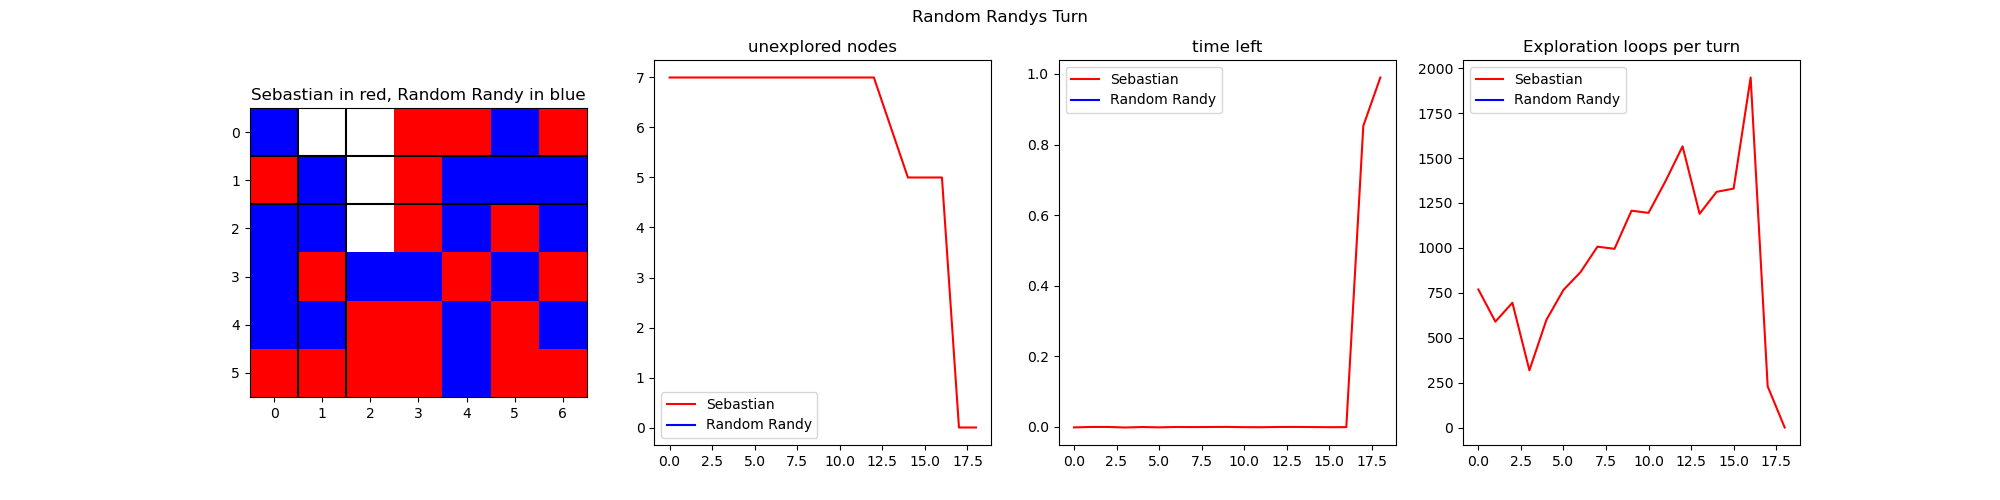 Random Randys Turn
Sebastian in red, Random Randy in blue
0
1
2
3
4
5
0 1 2 3 4 5 6
unexplored nodes
7
6
5
4
3
2
1
0
Sebastian
Random Randy
0.0 2.5 5.0 7.5 10.0 12.5 15.0 17.5
time left
1.0
0.8
0.6
0.4
0.2
0.0
Sebastian
Random Randy
0.0 2.5 5.0 7.5 10.0 12.5 15.0 17.5
Exploration loops per turn
2000
1750
1500
1250
1000
750
500
250
0
Sebastian
Random Randy
0.0 2.5 5.0 7.5 10.0 12.5 15.0 17.5